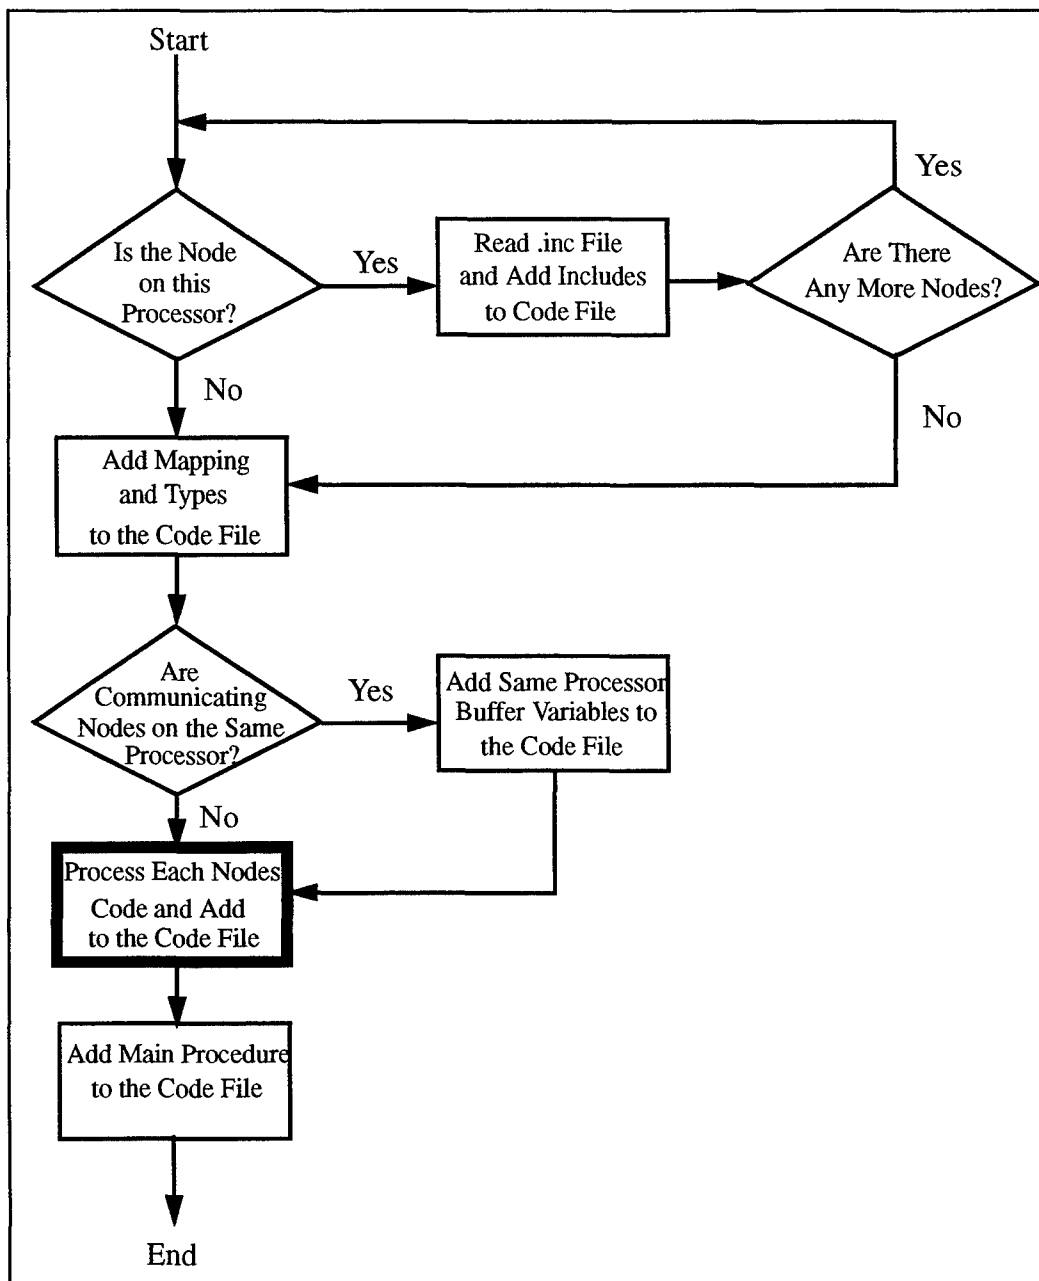 Start
Yes
Is the Node
on this
Processor?
Yes
Read .inc File
and Add Includes
to Code File
Are There
Any More Nodes?
No
No
Add Mapping
and Types
to the Code File
Are
Communicating
Nodes on the Same
Processor?
Yes
Add Same Processor
Buffer Variables to
the Code File
No
Process Each Nodes
Code and Add
to the Code File
Add Main Procedure
to the Code File
End